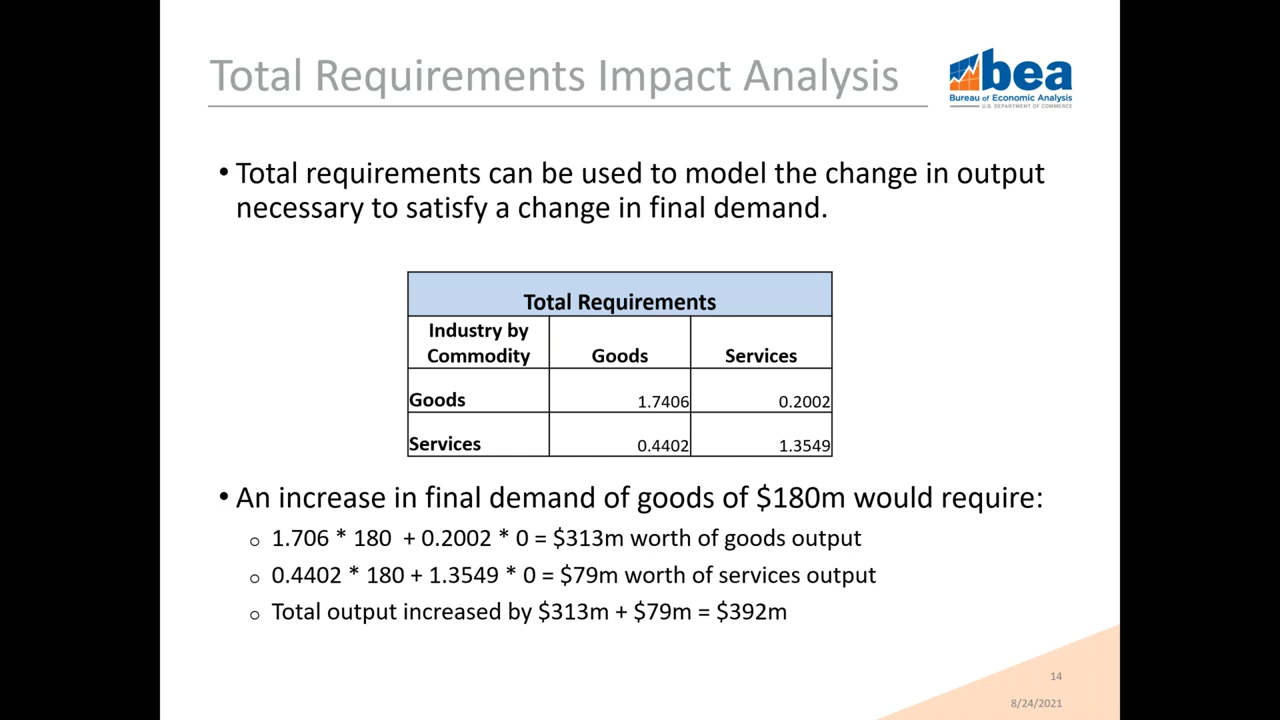 Total Requirements Impact Analysis
bea
Bureau of Economic Analysis
U.S. DEPARTMENT OF COMMERCE
• Total requirements can be used to model the change in output
necessary to satisfy a change in final demand.
Total Requirements
Industry by
Commodity Goods Services
Goods 1.7406 0.2002
Services 0.4402 1.3549
• An increase in final demand of goods of $180m would require:
o 1.706 * 180 + 0.2002 * 0 = $313m worth of goods output
o 0.4402 * 180 + 1.3549 * 0 = $79m worth of services output
o Total output increased by $313m + $79m = $392m
14
8/24/2021